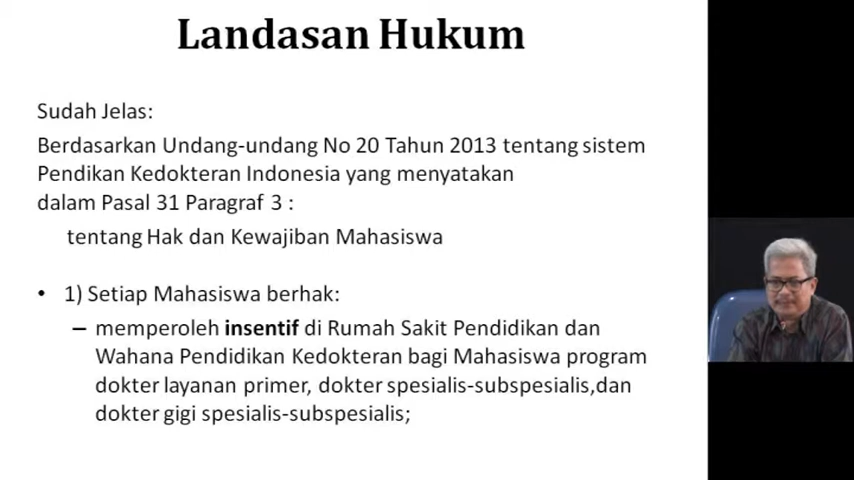 Landasan Hukum
Sudah Jelas:
Berdasarkan Undang-undang No 20 Tahun 2013 tentang sistem
Pendikan Kedokteran Indonesia yang menyatakan
dalam Pasal 31 Paragraf 3 :
tentang Hak dan Kewajiban Mahasiswa
• 1) Setiap Mahasiswa berhak:
– memperoleh insentif di Rumah Sakit Pendidikan dan
Wahana Pendidikan Kedokteran bagi Mahasiswa program
dokter layanan primer, dokter spesialis-subspesialis,dan
dokter gigi spesialis-subspesialis;